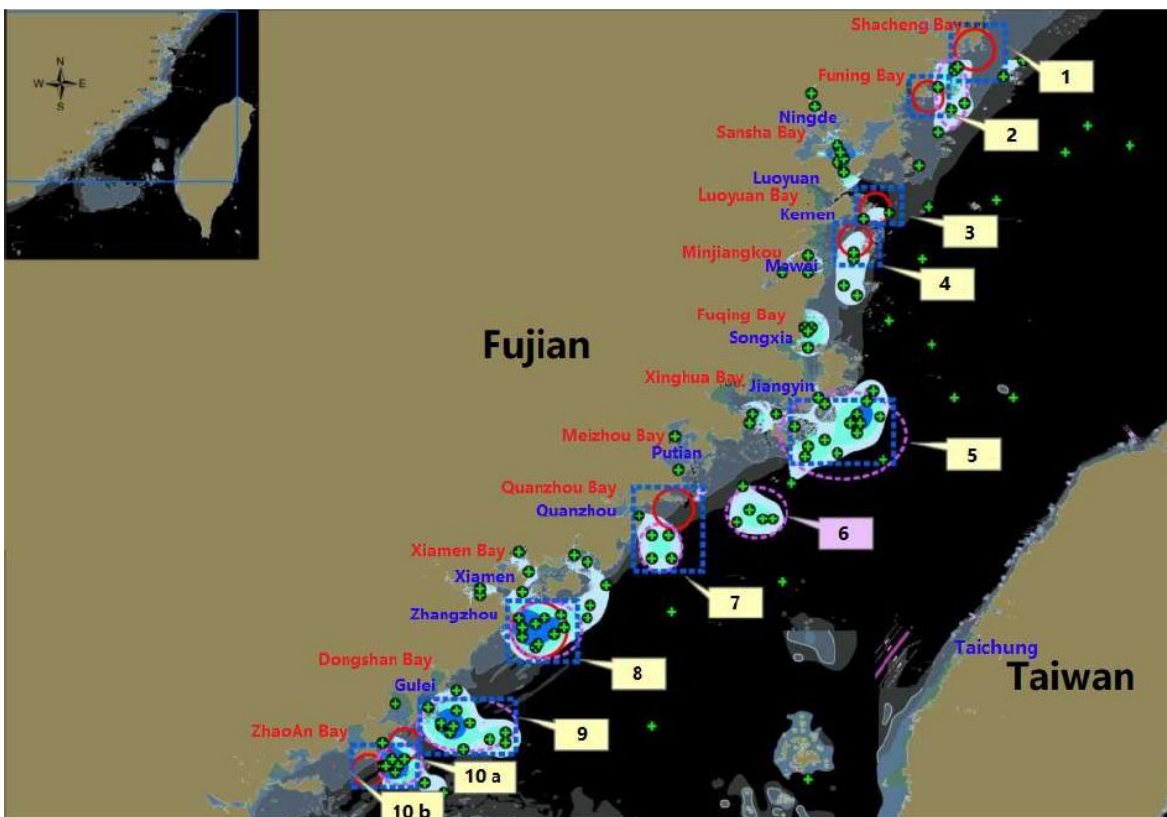 N
W E
S
Shacheng Bay
1
Funing Bay
2
Ningde
Sansha Bay
Luoyuan
Luoyuan Bay
Kemen
3
Minjiangkou
Mawei
4
Fuqing Bay
Songxia
Fujian
Xinghua Bay
Jiangyin
Meizhou Bay
Putian
5
Quanzhou Bay
Quanzhou
6
Xiamen Bay
Xiamen
7
Zhangzhou
Taichung
Taiwan
Dongshan Bay
8
Gulei
ZhaoAn Bay
9
10 a
10 b